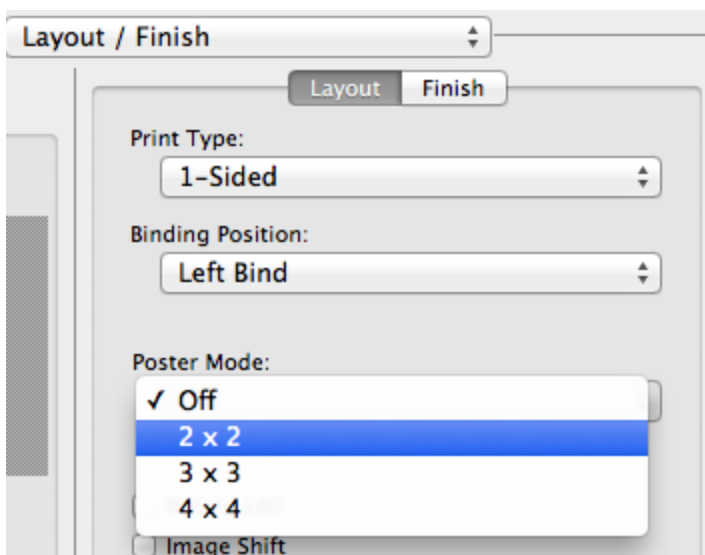 Layout / Finish
Layout Finish
Print Type:
1-Sided
Binding Position:
Left Bind
Poster Mode:
✓ Off
2 x 2
3 x 3
4 x 4
Image Shift